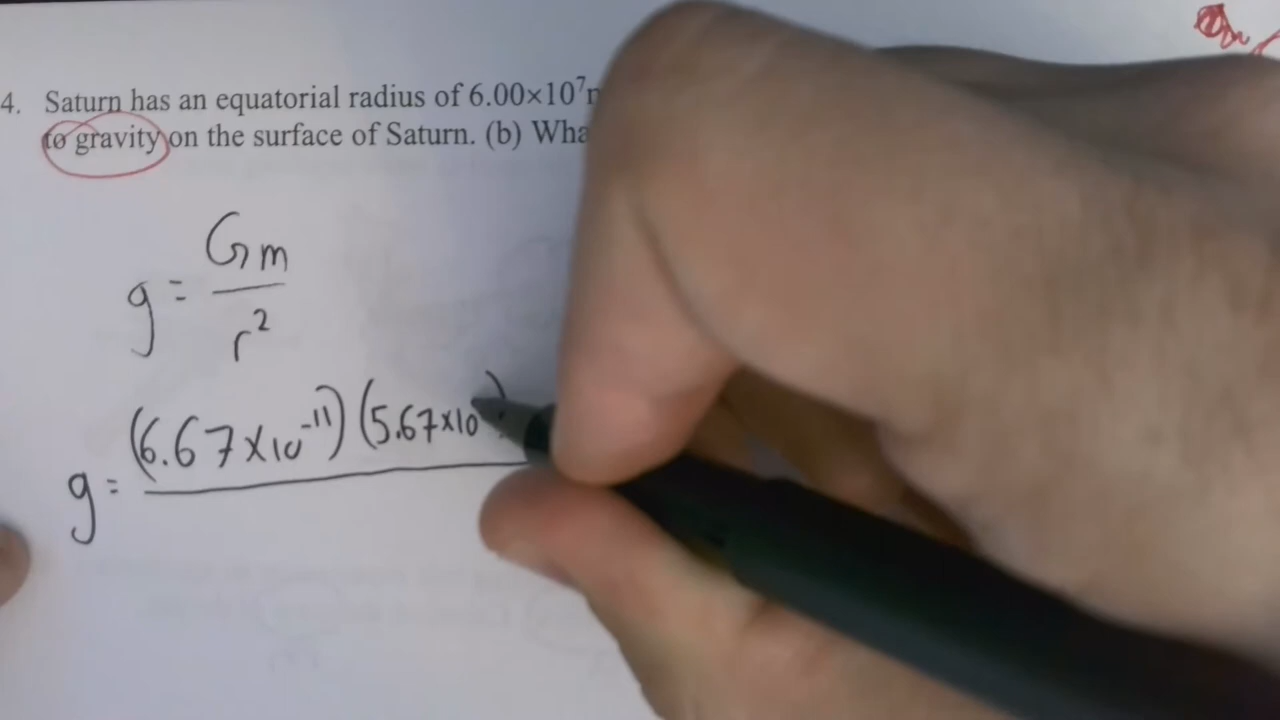 4. Saturn has an equatorial radius of 6.00×10⁷
to gravity on the surface of Saturn. (b)
g = Gm / r²
g = (6.67×10⁻¹¹)(5.67×10